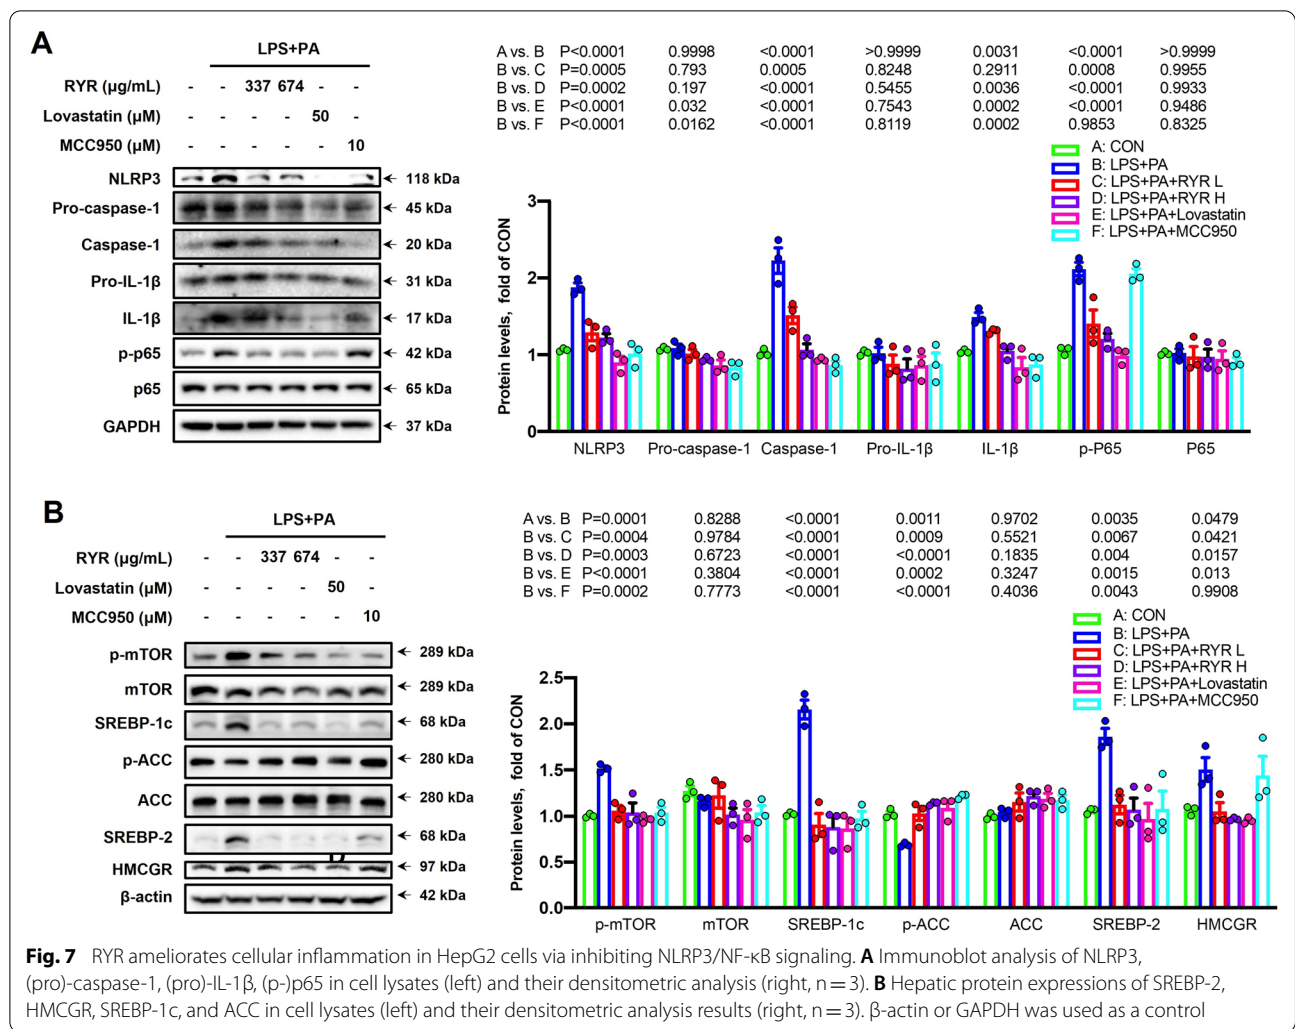 A
LPS+PA
RYR (µg/mL) - - 337 674 - -
Lovastatin (µM) - - - - 50 -
MCC950 (µM) - - - - - 10
NLRP3 ← 118 kDa
Pro-caspase-1 ← 45 kDa
Caspase-1 ← 20 kDa
Pro-IL-1β ← 31 kDa
IL-1β ← 17 kDa
p-p65 ← 42 kDa
p65 ← 65 kDa
GAPDH ← 37 kDa
A vs. B P<0.0001 0.9998 <0.0001 >0.9999 0.0031 <0.0001 >0.9999
B vs. C P=0.0005 0.793 0.0005 0.8248 0.2911 0.0008 0.9955
B vs. D P=0.0002 0.197 <0.0001 0.5455 0.0036 <0.0001 0.9933
B vs. E P<0.0001 0.032 <0.0001 0.7543 0.0002 <0.0001 0.9486
B vs. F P<0.0001 0.0162 <0.0001 0.8119 0.0002 0.9853 0.8325
A: CON
B: LPS+PA
C: LPS+PA+RYR L
D: LPS+PA+RYR H
E: LPS+PA+Lovastatin
F: LPS+PA+MCC950
Protein levels, fold of CON
3
2
1
0
NLRP3 Pro-caspase-1 Caspase-1 Pro-IL-1β IL-1β p-P65 P65
B
LPS+PA
RYR (µg/mL) - - 337 674 - -
Lovastatin (µM) - - - - 50 -
MCC950 (µM) - - - - - 10
p-mTOR ← 289 kDa
mTOR ← 289 kDa
SREBP-1c ← 68 kDa
p-ACC ← 280 kDa
ACC ← 280 kDa
SREBP-2 ← 68 kDa
HMCGR ← 97 kDa
β-actin ← 42 kDa
A vs. B P=0.0001 0.8288 <0.0001 0.0011 0.9702 0.0035 0.0479
B vs. C P=0.0004 0.9784 <0.0001 0.0009 0.5521 0.0067 0.0421
B vs. D P=0.0003 0.6723 <0.0001 <0.0001 0.1835 0.004 0.0157
B vs. E P<0.0001 0.3804 <0.0001 0.0002 0.3247 0.0015 0.013
B vs. F P=0.0002 0.7773 <0.0001 <0.0001 0.4036 0.0043 0.9908
A: CON
B: LPS+PA
C: LPS+PA+RYR L
D: LPS+PA+RYR H
E: LPS+PA+Lovastatin
F: LPS+PA+MCC950
Protein levels, fold of CON
2.5
2.0
1.5
1.0
0.5
0.0
p-mTOR mTOR SREBP-1c p-ACC ACC SREBP-2 HMCGR
Fig. 7 RYR ameliorates cellular inflammation in HepG2 cells via inhibiting NLRP3/NF-κB signaling. A Immunoblot analysis of NLRP3,
(pro)-caspase-1, (pro)-IL-1β, (p-)p65 in cell lysates (left) and their densitometric analysis (right, n = 3). B Hepatic protein expressions of SREBP-2,
HMCGR, SREBP-1c, and ACC in cell lysates (left) and their densitometric analysis results (right, n = 3). β-actin or GAPDH was used as a control